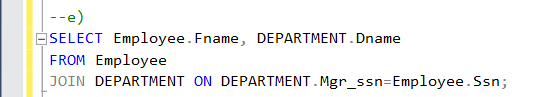 --e)
SELECT Employee.Fname, DEPARTMENT.Dname
FROM Employee
JOIN DEPARTMENT ON DEPARTMENT.Mgr_ssn=Employee.Ssn;